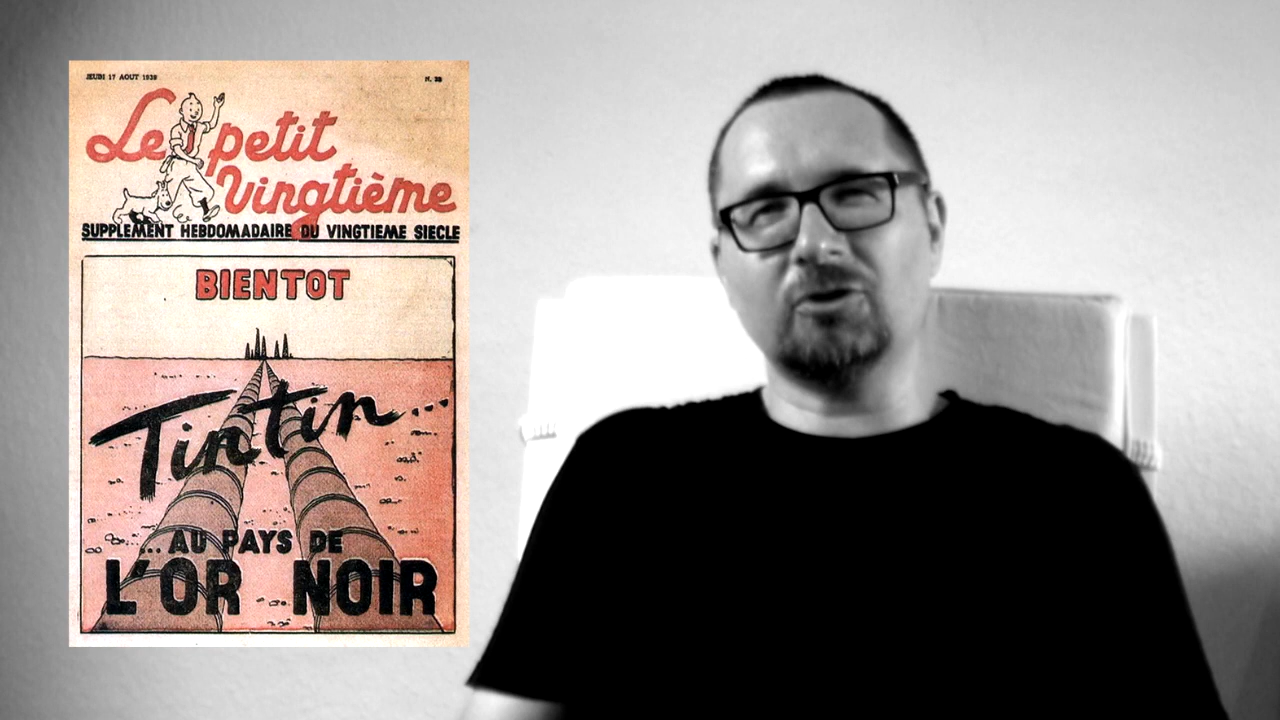 JEUDI 17 AOUT 1939
N. 33
Le petit
Vingtième
SUPPLEMENT HEBDOMADAIRE DU VINGTIEME SIECLE
BIENTOT
Tintin...
... AU PAYS DE
L'OR NOIR